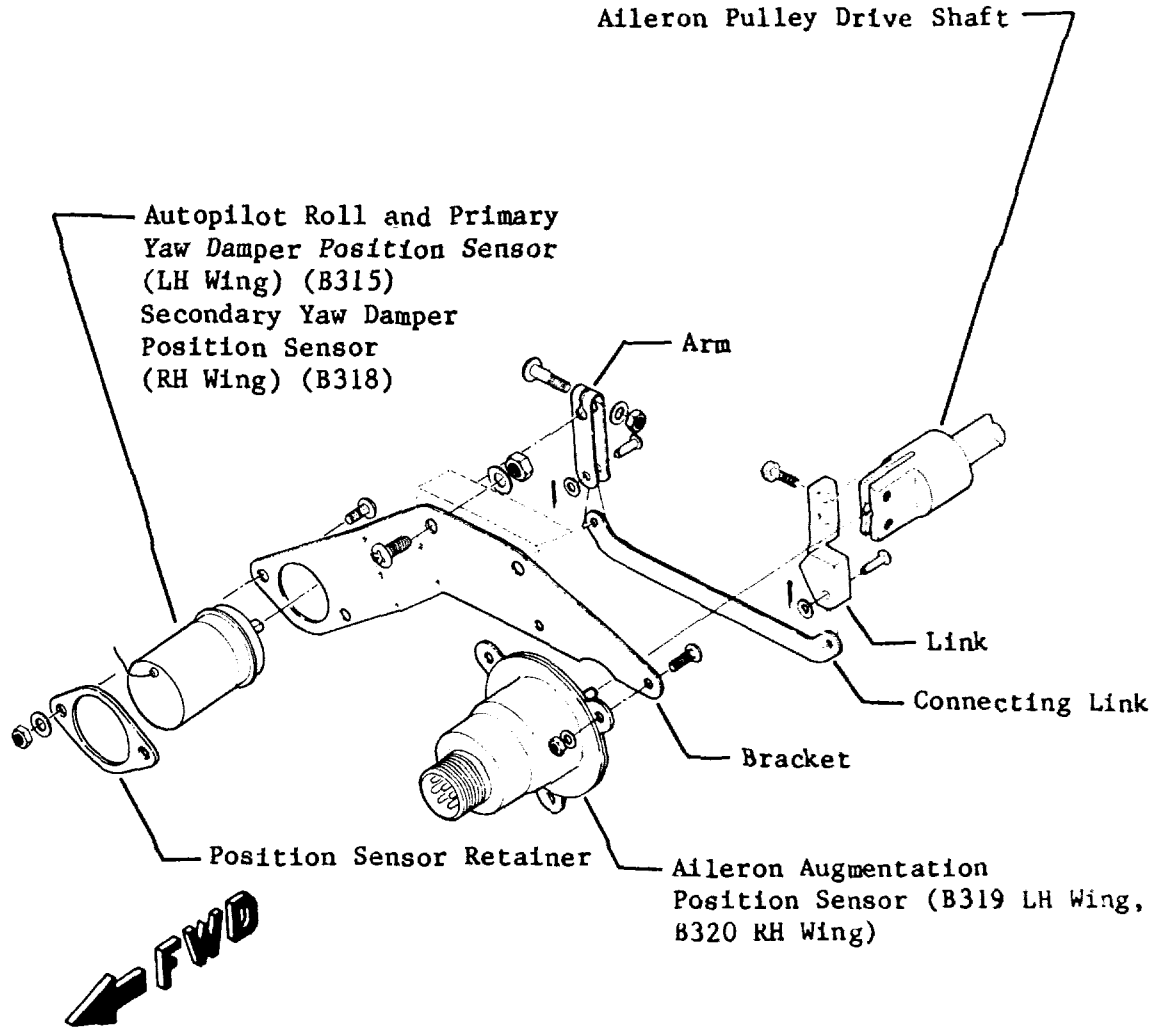 Aileron Pulley Drive Shaft
Autopilot Roll and Primary
Yaw Damper Position Sensor
(LH Wing) (B315)
Secondary Yaw Damper
Position Sensor
(RH Wing) (B318)
Arm
Link
Connecting Link
Bracket
Position Sensor Retainer
Aileron Augmentation
Position Sensor (B319 LH Wing,
B320 RH Wing)
FWD